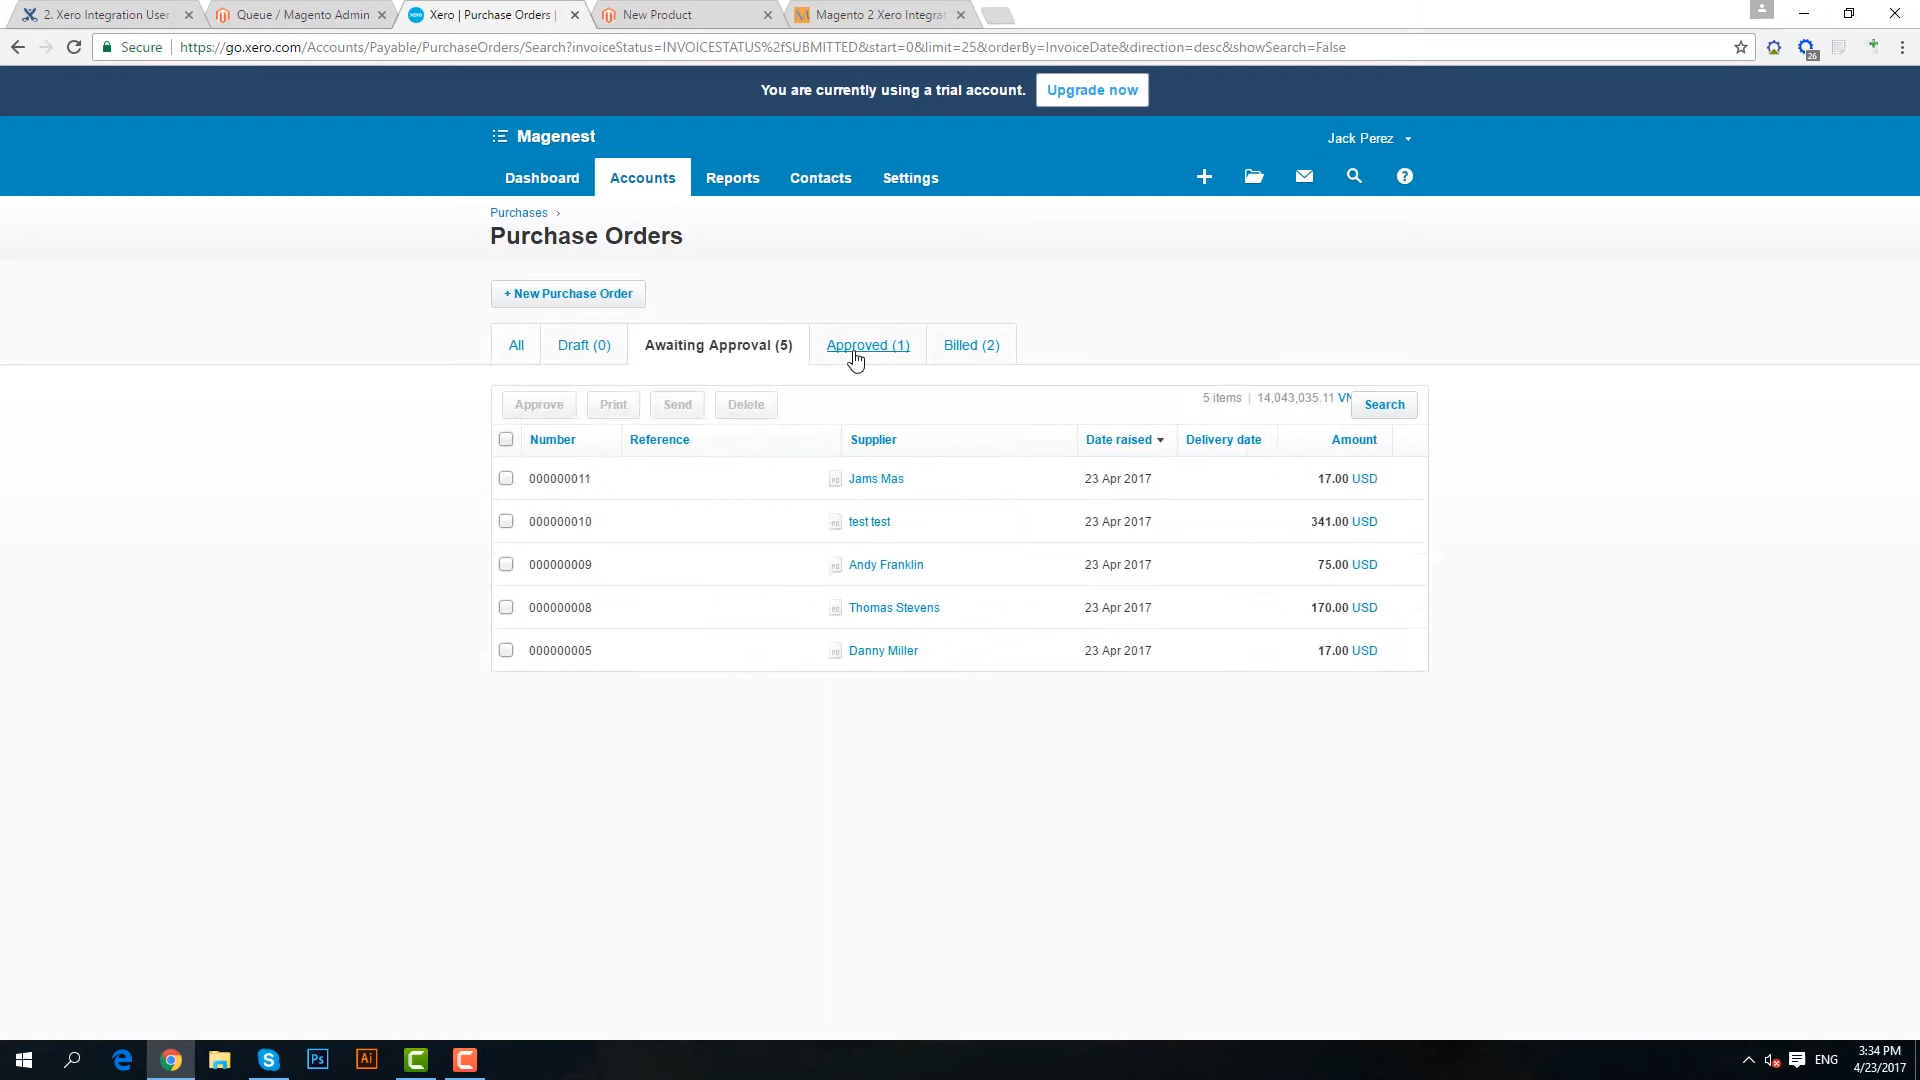 2. Xero Integration User
Queue / Magento Admin
Xero | Purchase Orders |
New Product
Magento 2 Xero Integrat
Secure
https://go.xero.com/Accounts/Payable/PurchaseOrders/Search?invoiceStatus=INVOICESTATUS%2fSUBMITTED&start=0&limit=25&orderBy=InvoiceDate&direction=desc&showSearch=False
26
You are currently using a trial account.
Upgrade now
Magenest
Jack Perez
Dashboard
Accounts
Reports
Contacts
Settings
Purchases ›
Purchase Orders
+ New Purchase Order
All
Draft (0)
Awaiting Approval (5)
Approved (1)
Billed (2)
Approve
Print
Send
Delete
5 items | 14,043,035.11 VN
Search
Number Reference Supplier Date raised Delivery date Amount
000000011 Jams Mas 23 Apr 2017 17.00 USD
000000010 test test 23 Apr 2017 341.00 USD
000000009 Andy Franklin 23 Apr 2017 75.00 USD
000000008 Thomas Stevens 23 Apr 2017 170.00 USD
000000005 Danny Miller 23 Apr 2017 17.00 USD
Ps
Ai
ENG
3:34 PM
4/23/2017